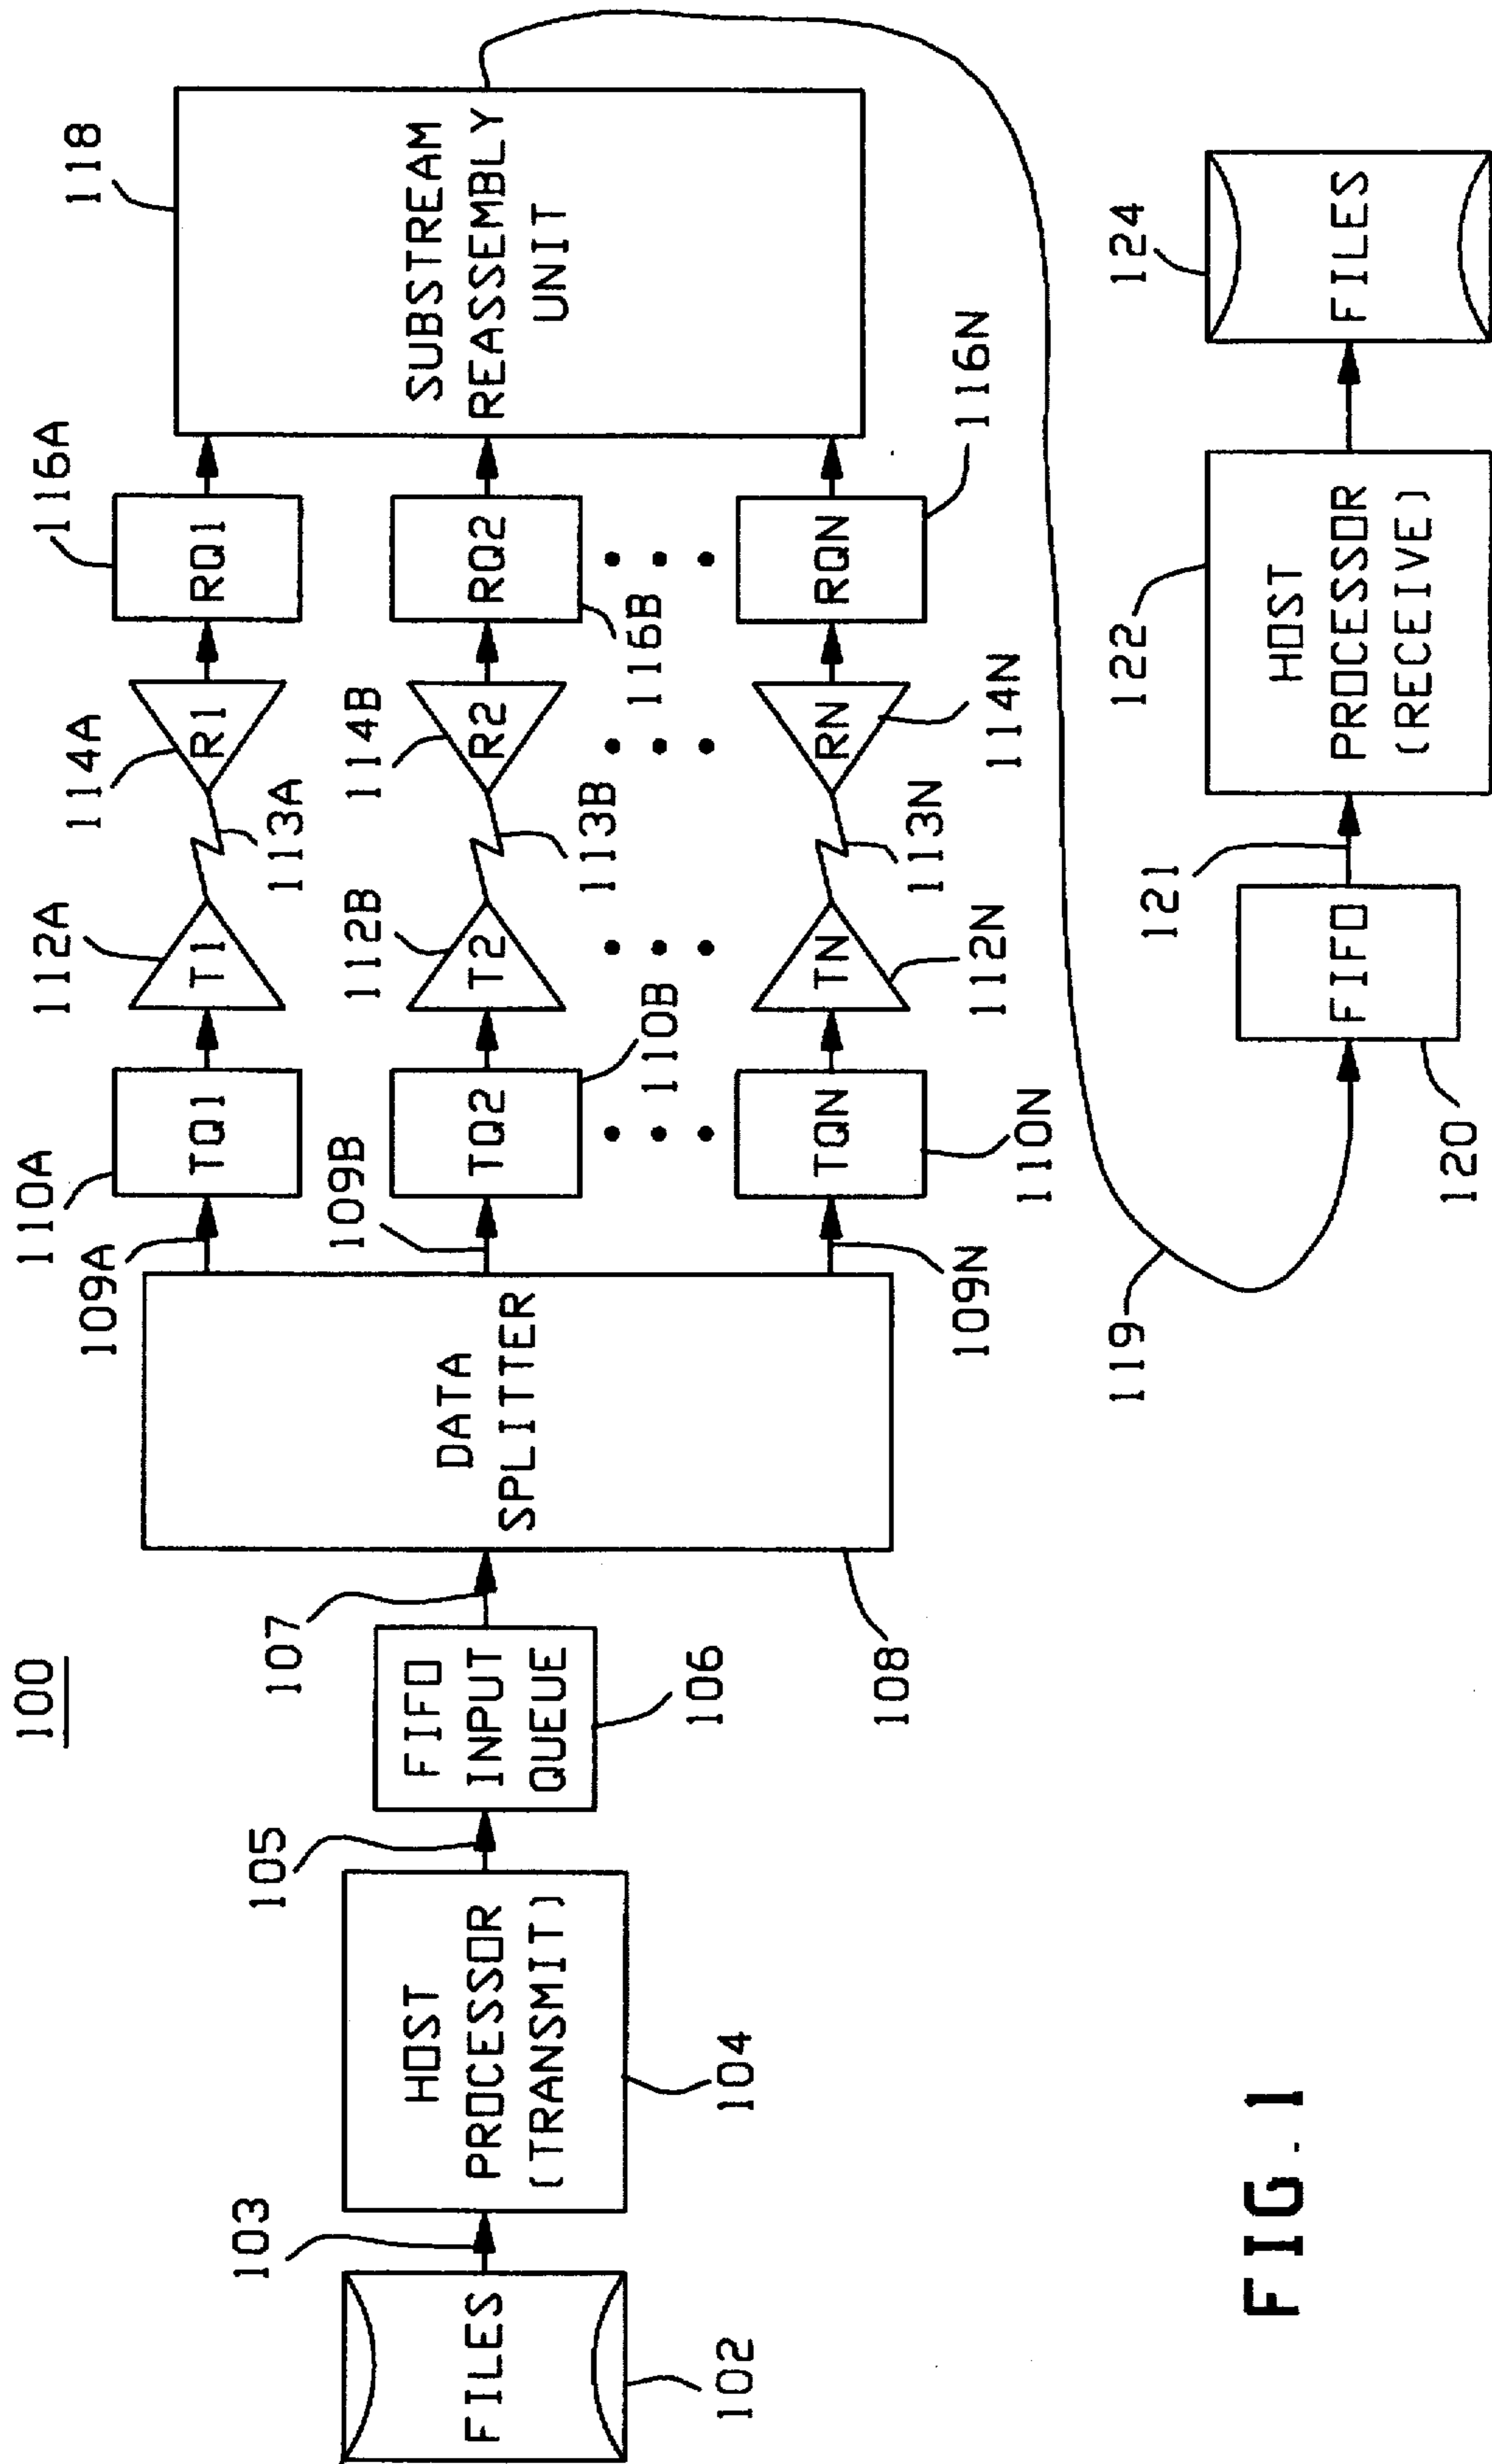 100
118
116A
114A
112A
110A
109A
T1
R1
TQ1
RQ1
113A
SUBSTREAM
REASSEMBLY
UNIT
103
105
107
109B
112B
114B
FILES
HOST
PROCESSOR
(TRANSMIT)
FIFO
INPUT
QUEUE
DATA
SPLITTER
TQ2
T2
R2
RQ2
113B
110B
116B
102
104
106
108
TQN
TN
RN
RQN
109N
110N
112N
113N
114N
116N
119
121
122
124
FIFO
HOST
PROCESSOR
(RECEIVE)
FILES
120
FIG. 1